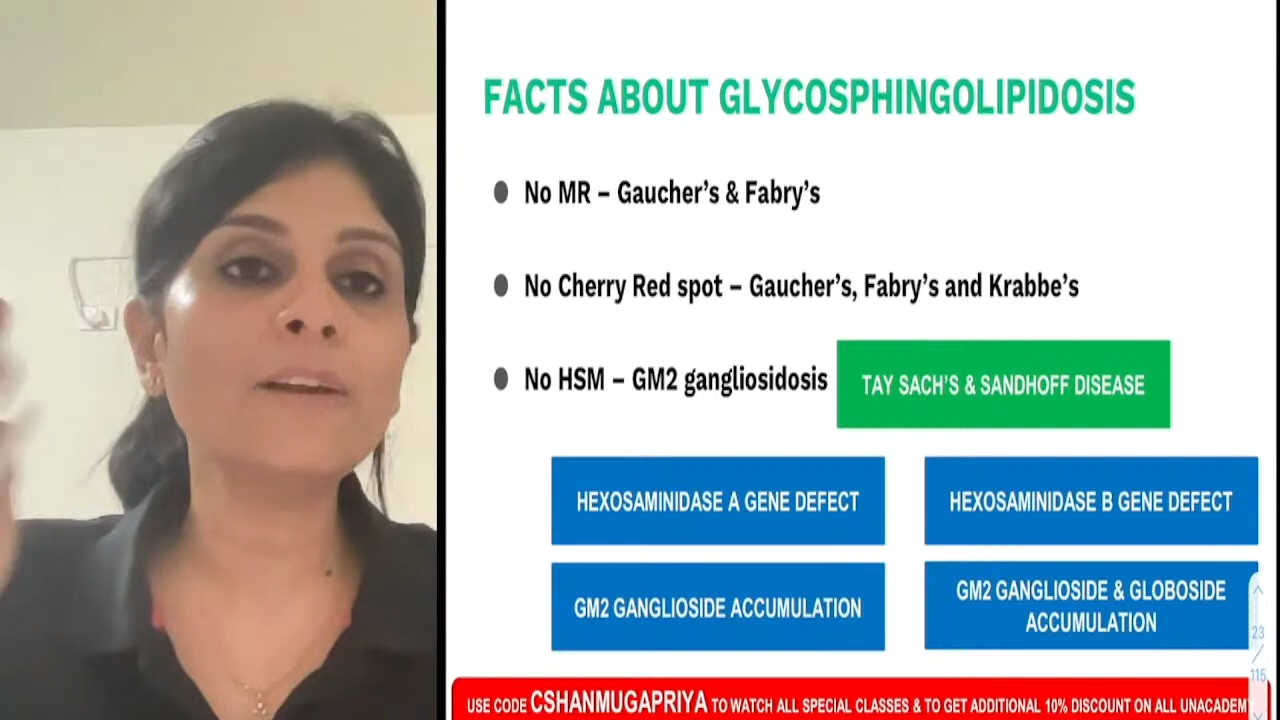 FACTS ABOUT GLYCOSPHINGOLIPIDOSIS
● No MR – Gaucher's & Fabry's
● No Cherry Red spot – Gaucher's, Fabry's and Krabbe's
● No HSM – GM2 gangliosidosis
TAY SACH'S & SANDHOFF DISEASE
HEXOSAMINIDASE A GENE DEFECT
HEXOSAMINIDASE B GENE DEFECT
GM2 GANGLIOSIDE ACCUMULATION
GM2 GANGLIOSIDE & GLOBOSIDE
ACCUMULATION
23
/
115
USE CODE CSHANMUGAPRIYA TO WATCH ALL SPECIAL CLASSES & TO GET ADDITIONAL 10% DISCOUNT ON ALL